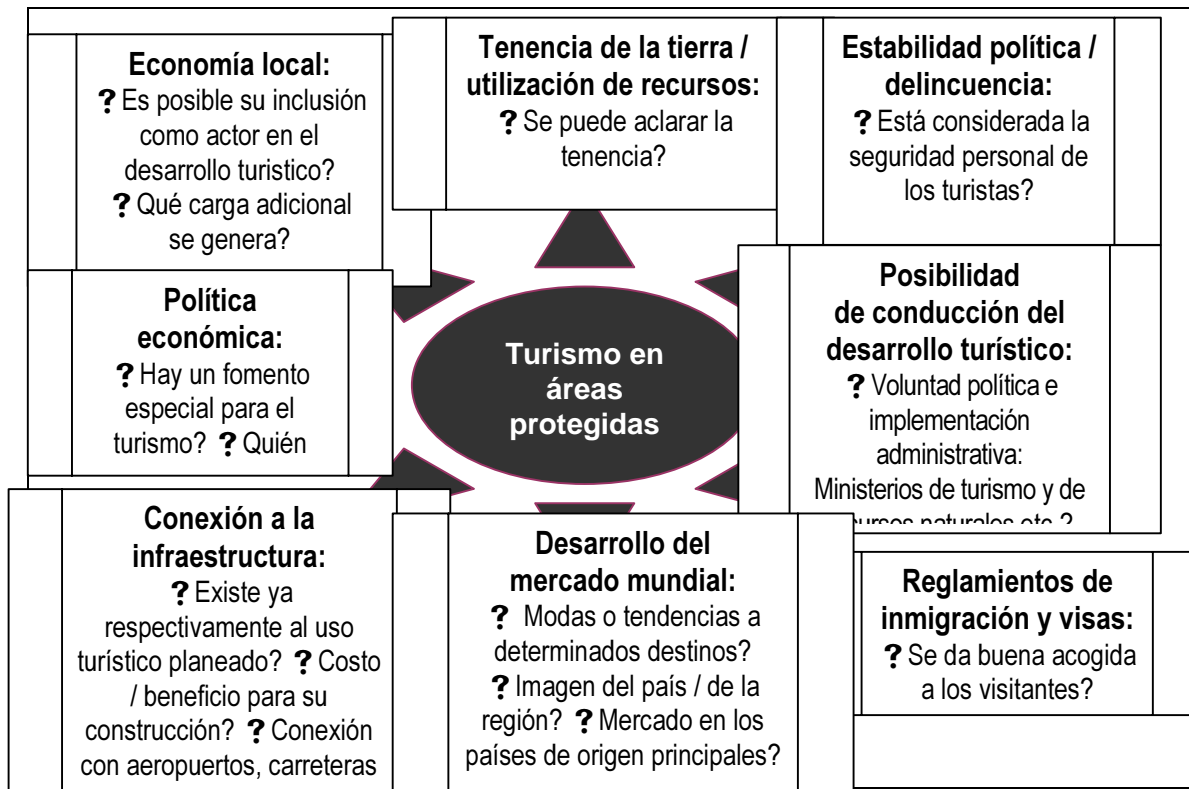 Economía local:
? Es posible su inclusión
como actor en el
desarrollo turistico?
? Qué carga adicional
se genera?
Tenencia de la tierra /
utilización de recursos:
? Se puede aclarar la
tenencia?
Estabilidad política /
delincuencia:
? Está considerada la
seguridad personal de
los turistas?
Política
económica:
? Hay un fomento
especial para el
turismo? ? Quién
Turismo en
áreas
protegidas
Posibilidad
de conducción del
desarrollo turístico:
? Voluntad política e
implementación
administrativa:
Ministerios de turismo y de
naturales etc ?
Conexión a la
infraestructura:
? Existe ya
respectivamente al uso
turístico planeado? ? Costo
/ beneficio para su
construcción? ? Conexión
con aeropuertos, carreteras
Desarrollo del
mercado mundial:
? Modas o tendencias a
determinados destinos?
? Imagen del país / de la
región? ? Mercado en los
países de origen principales?
Reglamientos de
inmigración y visas:
? Se da buena acogida
a los visitantes?